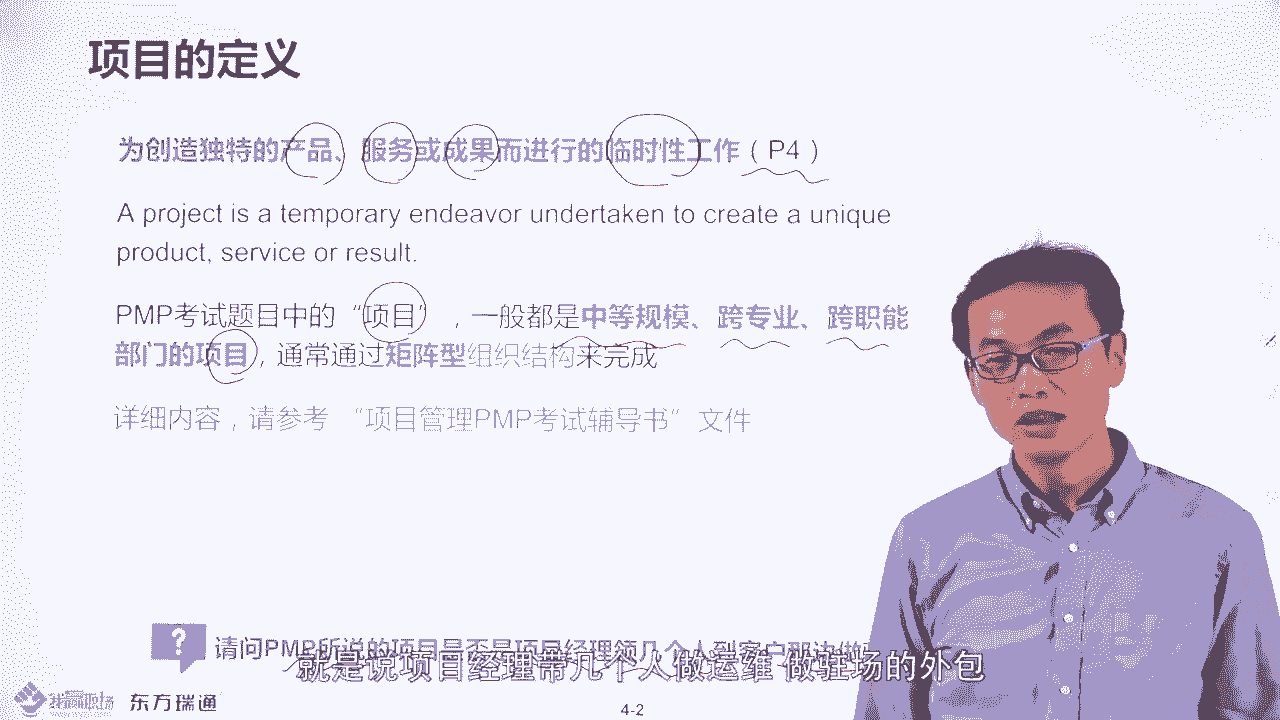 项目的定义
为创造独特的产品、服务或成果而进行的临时性工作（P4）
A project is a temporary endeavor undertaken to create a unique
product, service or result.
PMP考试题目中的“项目”，一般都是中等规模、跨专业、跨职能
部门的项目，通常通过矩阵型组织结构来完成
详细内容，请参考 “项目管理PMP考试辅导书” 文件
请问PMP所说的项目是否是项目经理领几个人到客户那边做
就是说项目经理带几个人做运维 做驻场的外包
东方瑞通
4-2